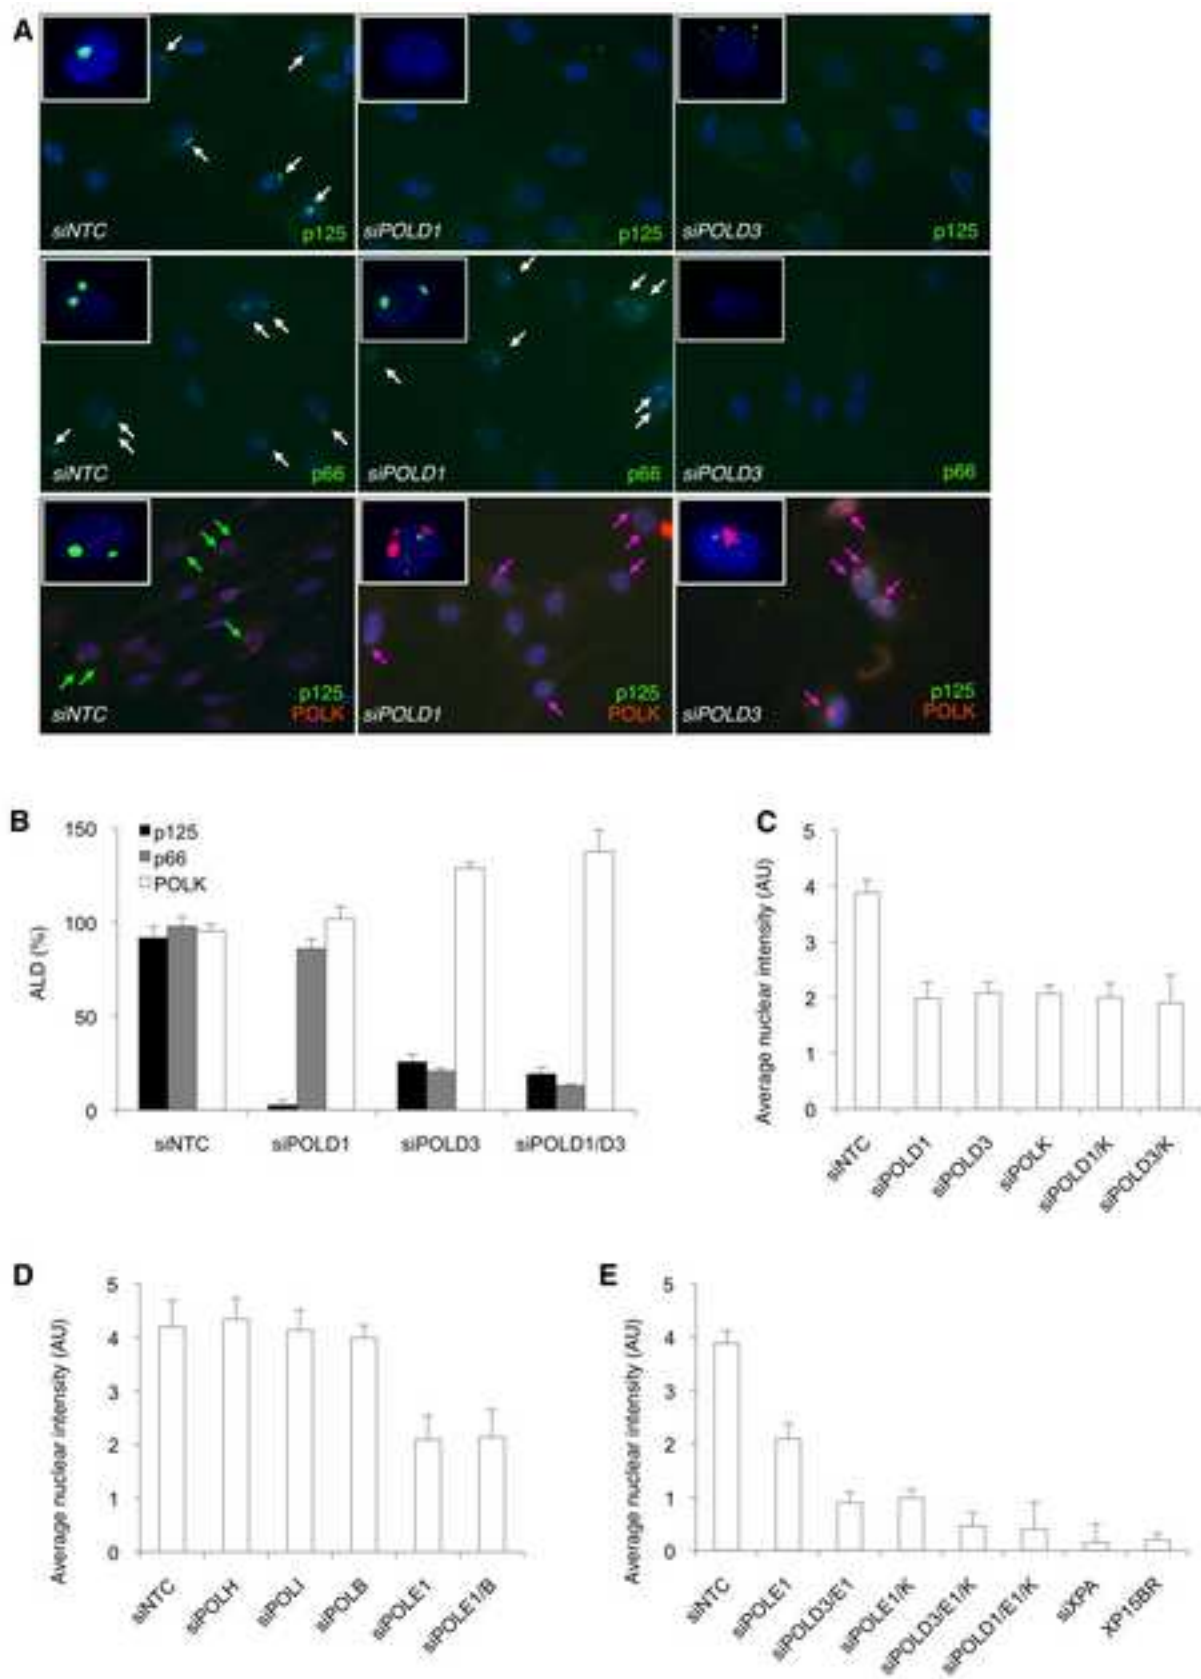 A
siNTC p125 siPOLD1 p125 siPOLD3 p125
siNTC p66 siPOLD1 p66 siPOLD3 p66
p125 p125 p125
siNTC POLK siPOLD1 POLK siPOLD3 POLK
B
ALD (%)
150
100
50
0
p125
p66
POLK
siNTC siPOLD1 siPOLD3 siPOLD1/D3
C
Average nuclear intensity (AU)
5
4
3
2
1
0
siNTC siPOLD1 siPOLD3 siPOLK siPOLD1/K siPOLD3/K
D
Average nuclear intensity (AU)
5
4
3
2
1
0
siNTC siPOLH siPOLI siPOLB siPOLE1 siPOLE1/B
E
Average nuclear intensity (AU)
5
4
3
2
1
0
siNTC siPOLE1 siPOLD3/E1 siPOLE1/K siPOLD3/E1/K siPOLD1/E1/K siXPA XP15BR